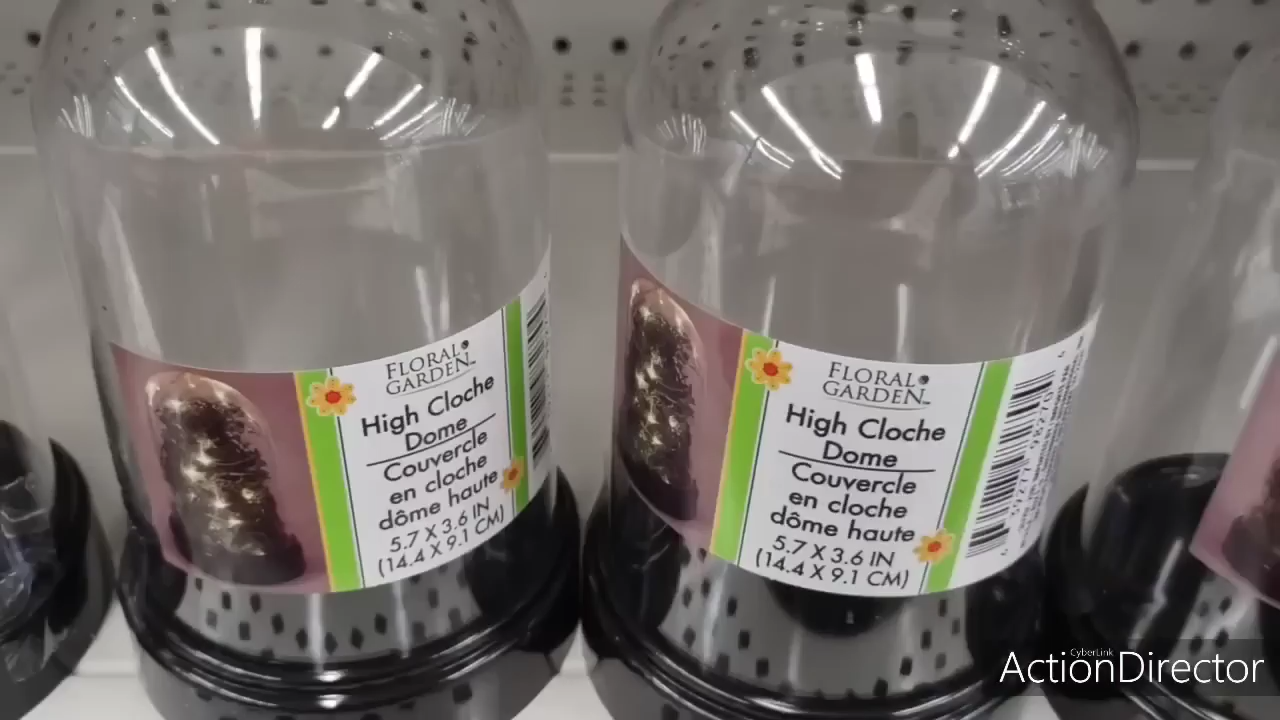 FLORAL
GARDEN
High Cloche
Dome
Couvercle
en cloche
dôme haute
5.7 X 3.6 IN
(14.4 X 9.1 CM)
FLORAL
GARDEN
High Cloche
Dome
Couvercle
en cloche
dôme haute
5.7 X 3.6 IN
(14.4 X 9.1 CM)
CyberLink
ActionDirector